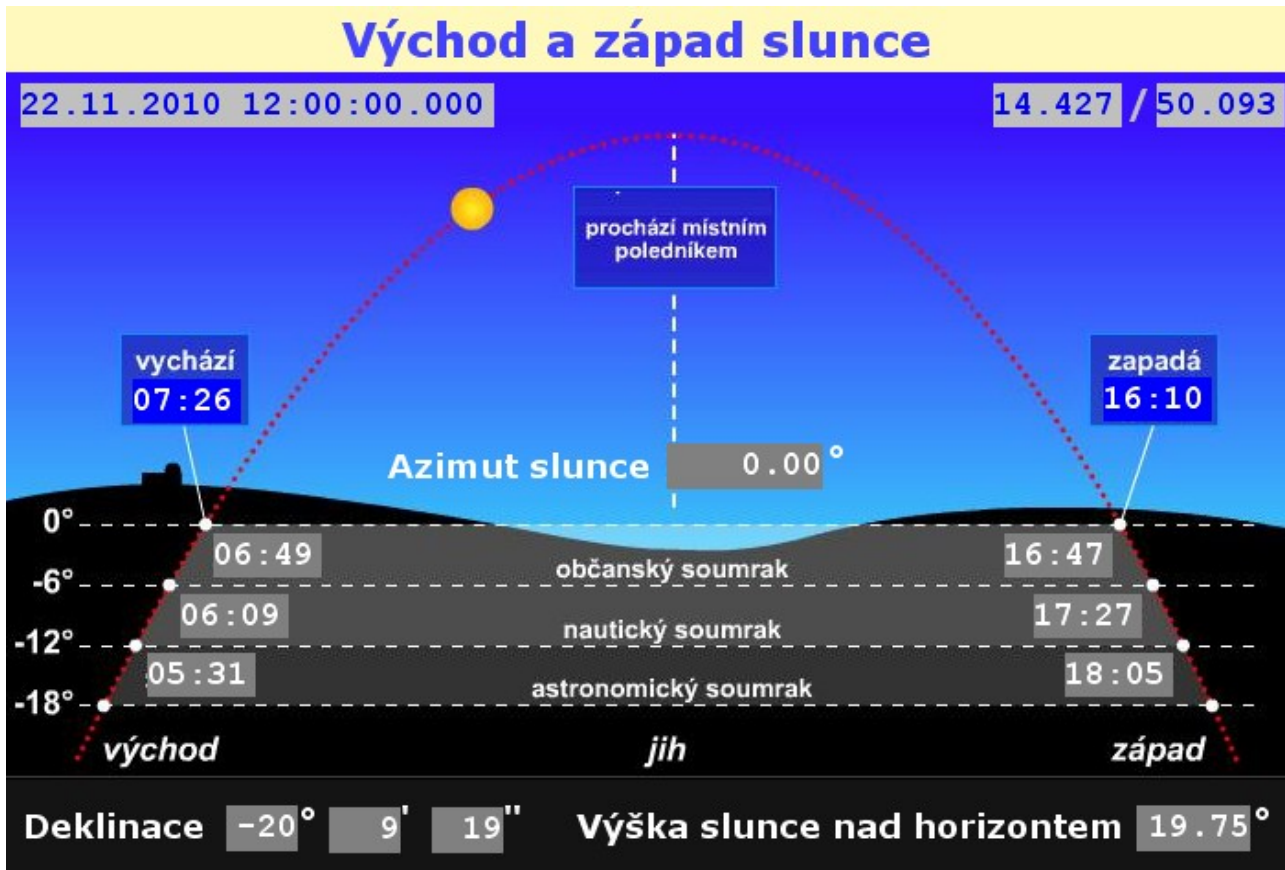 Východ a západ slunce
22.11.2010 12:00:00.000
14.427 / 50.093
prochází místním
poledníkem
vychází
07:26
zapadá
16:10
Azimut slunce 0.00°
0°
06:49
občanský soumrak
16:47
-6°
06:09
nautický soumrak
17:27
-12°
05:31
astronomický soumrak
18:05
-18°
východ
jih
západ
Deklinace -20° 9' 19" Výška slunce nad horizontem 19.75°